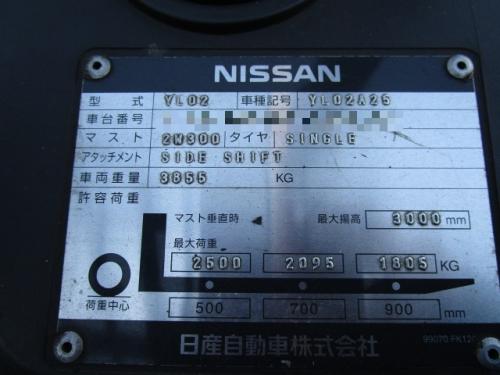 NISSAN
型式 YL02 車種記号 YL02A25
車台番号
マスト 2W300 タイヤ SINGLE
アタッチメント SIDE SHIFT
車両重量 3855 KG
許容荷重
マスト垂直時 最大揚高 3000 mm
最大荷重
2500 2095 1805 KG
荷重中心 500 700 900 mm
日産自動車株式会社 99070 FK12